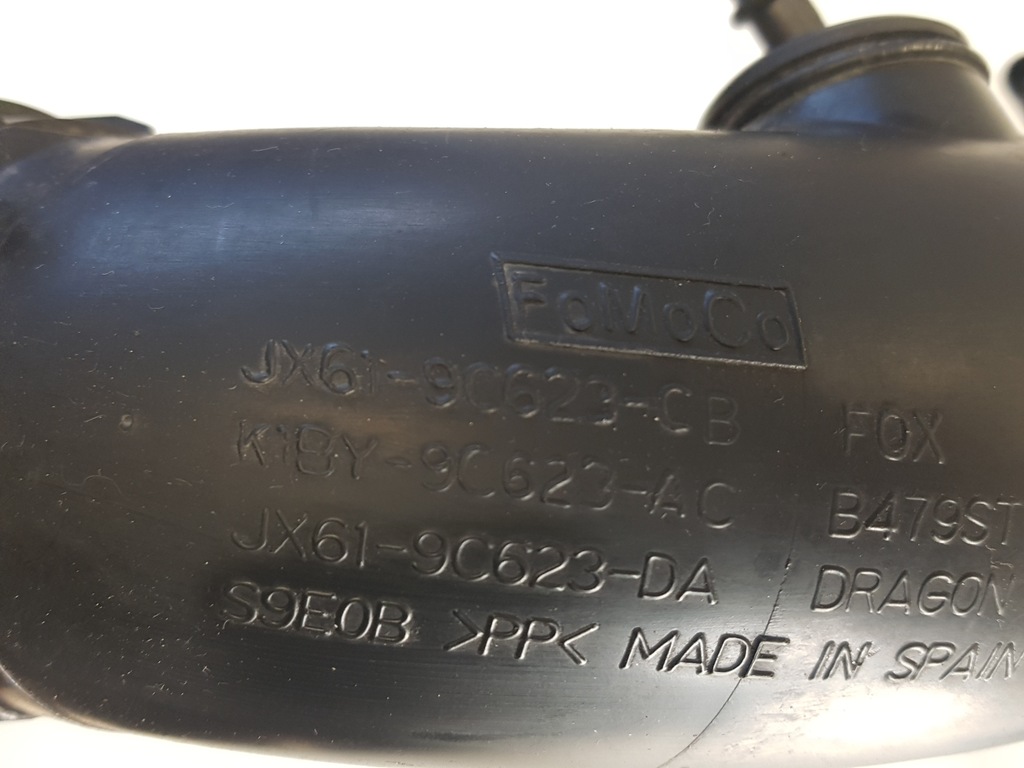 FoMoCo
JX61-9C623-CB FOX
K1BY-9C623-AC B479ST
JX61-9C623-DA DRAGON
S9E0B >PP< MADE IN SPAIN